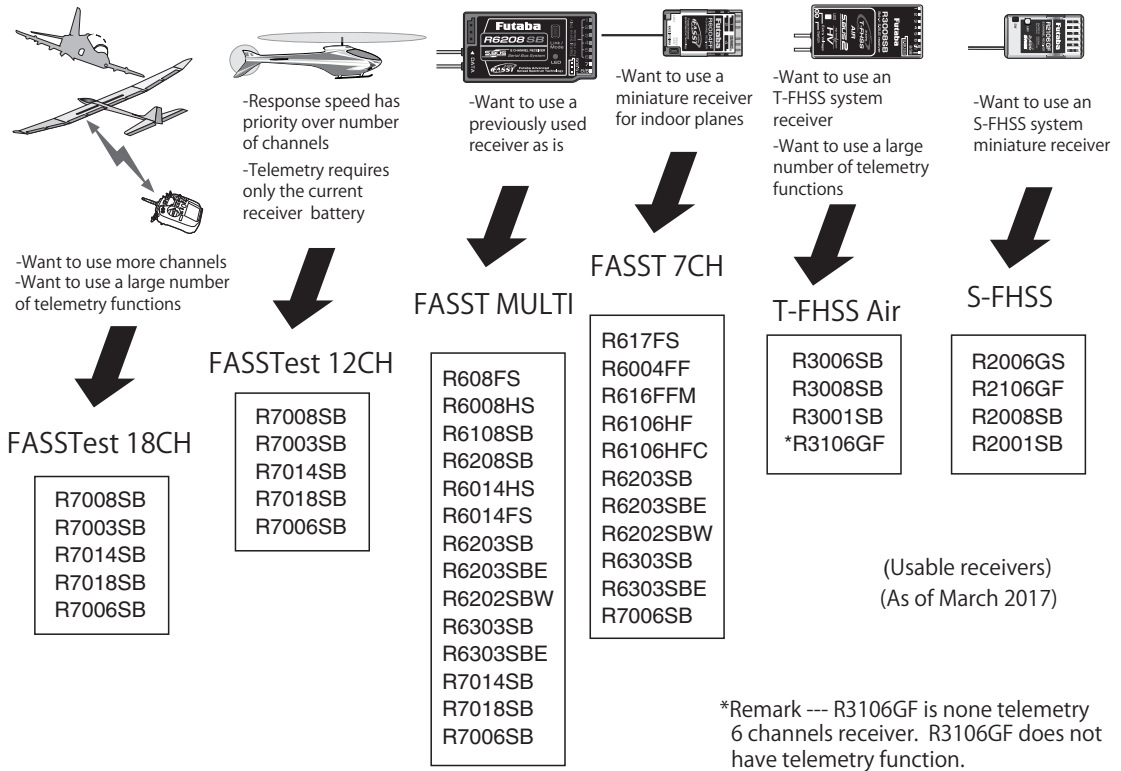 -Want to use more channels
-Want to use a large number
of telemetry functions
FASSTest 18CH
R7008SB
R7003SB
R7014SB
R7018SB
R7006SB
-Response speed has
priority over number
of channels
-Telemetry requires
only the current
receiver battery
FASSTest 12CH
R7008SB
R7003SB
R7014SB
R7018SB
R7006SB
Futaba
R6208SB
-Want to use a
previously used
receiver as is
FASST MULTI
R608FS
R6008HS
R6108SB
R6208SB
R6014HS
R6014FS
R6203SB
R6203SBE
R6202SBW
R6303SB
R6303SBE
R7014SB
R7018SB
R7006SB
-Want to use a
miniature receiver
for indoor planes
FASST 7CH
R617FS
R6004FF
R616FFM
R6106HF
R6106HFC
R6203SB
R6203SBE
R6202SBW
R6303SB
R6303SBE
R7006SB
Futaba
R3008SB
-Want to use an
T-FHSS system
receiver
-Want to use a large
number of telemetry
functions
T-FHSS Air
R3006SB
R3008SB
R3001SB
*R3106GF
Futaba
-Want to use an
S-FHSS system
miniature receiver
S-FHSS
R2006GS
R2106GF
R2008SB
R2001SB
(Usable receivers)
(As of March 2017)
*Remark --- R3106GF is none telemetry
6 channels receiver. R3106GF does not
have telemetry function.